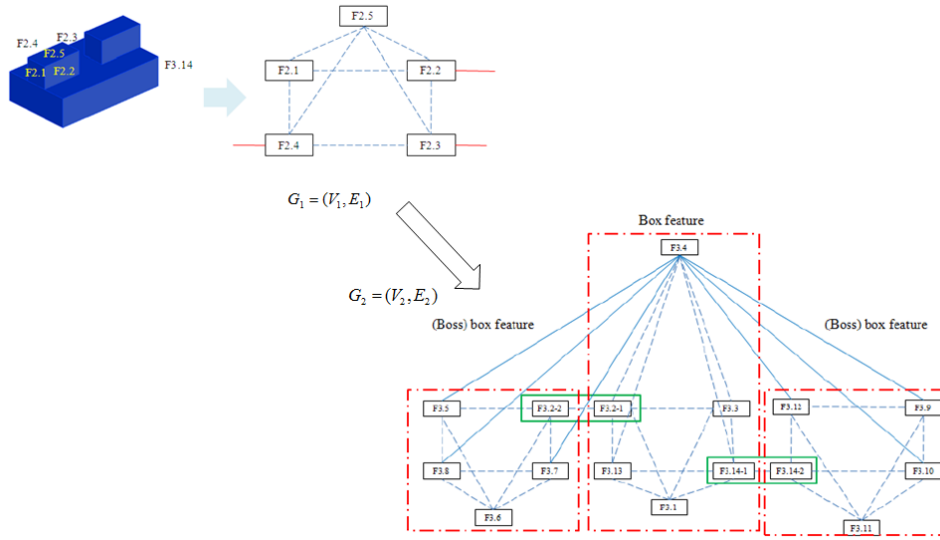 F2.3
F2.4
F2.5
F2.1
F2.2
F3.14
F2.5
F2.1
F2.2
F2.4
F2.3
G₁ = (V₁, E₁)
G₂ = (V₂, E₂)
Box feature
F3.4
(Boss) box feature
(Boss) box feature
F3.5
F3.2-2
F3.2-1
F3.3
F3.12
F3.9
F3.8
F3.7
F3.13
F3.14-1
F3.14-2
F3.10
F3.6
F3.1
F3.11